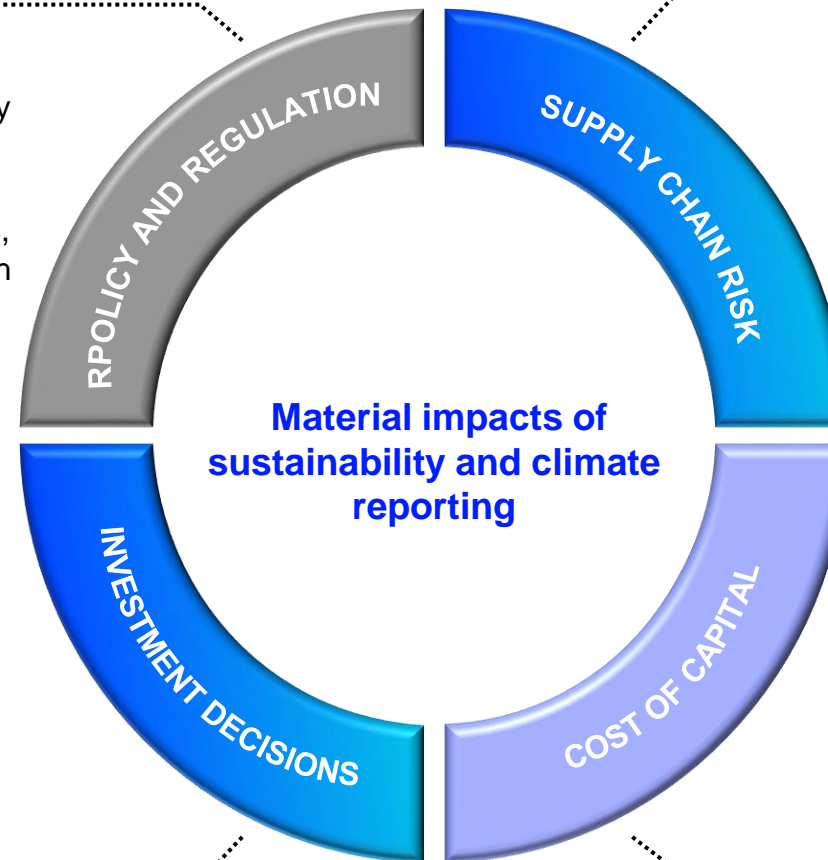 RPOLICY AND REGULATION
SUPPLY CHAIN RISK
y
,
n
Material impacts of
sustainability and climate
reporting
INVESTMENT DECISIONS
COST OF CAPITAL